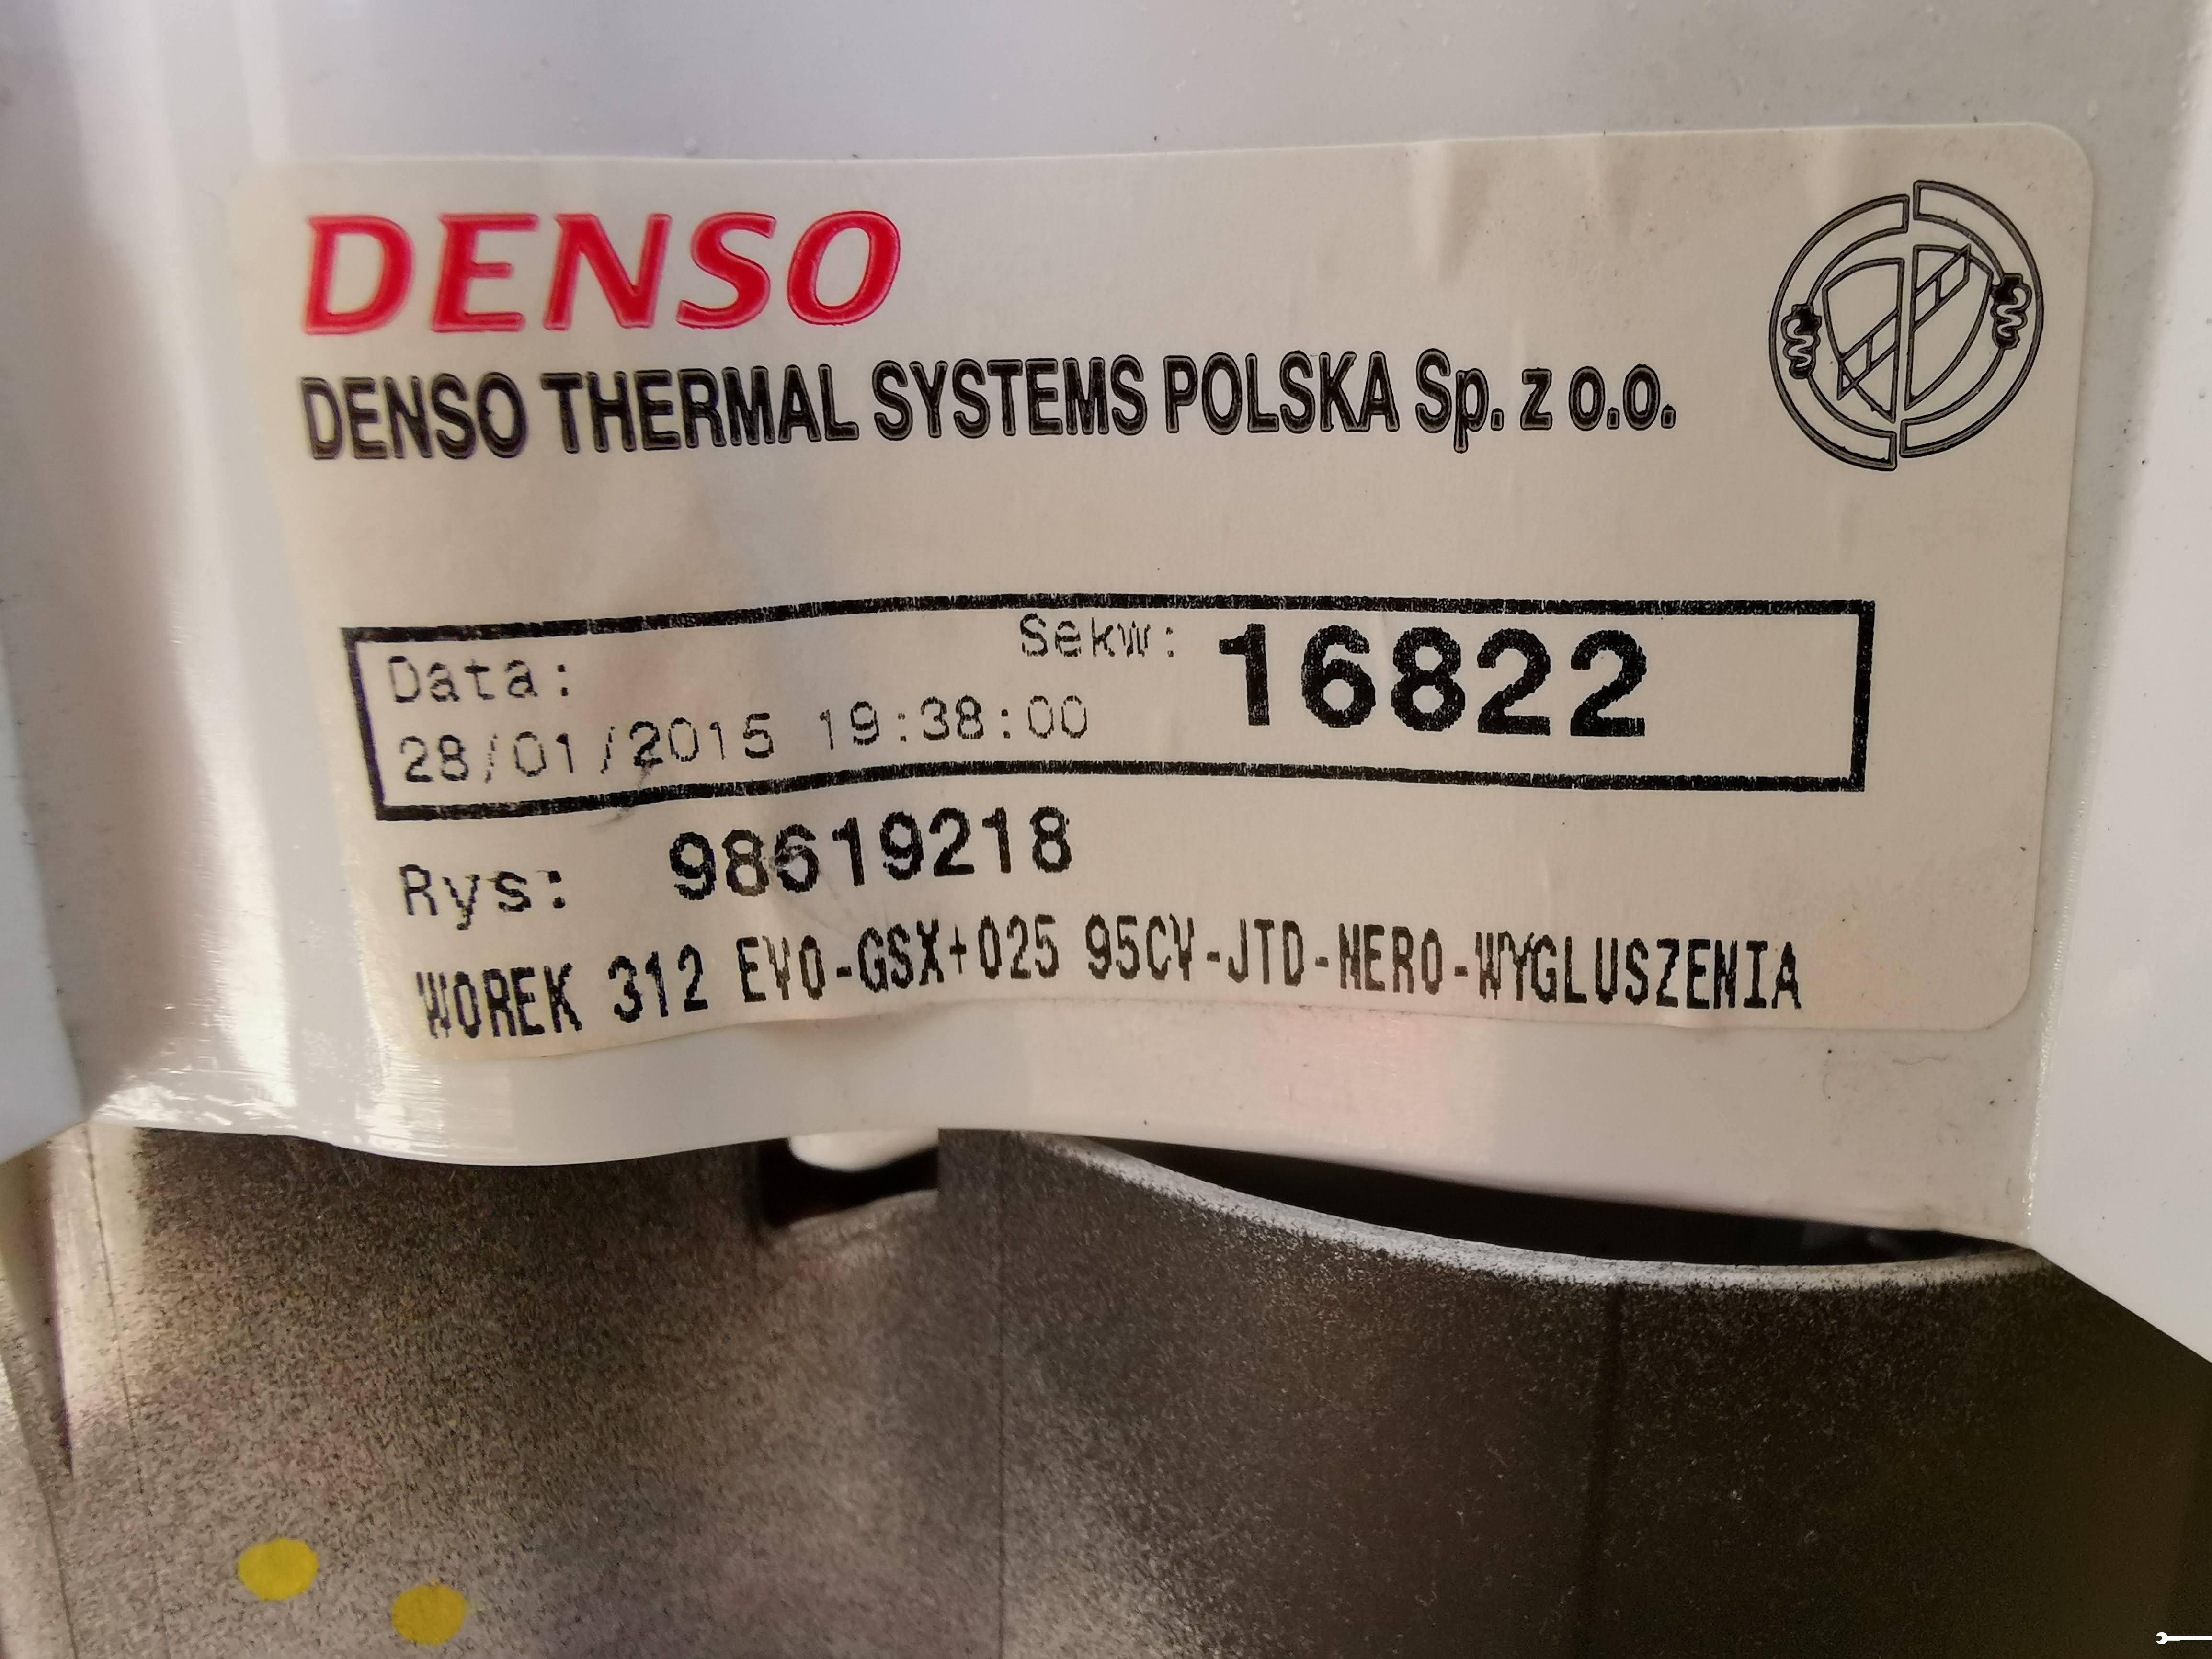 DENSO
DENSO THERMAL SYSTEMS POLSKA Sp. z o.o.
Data:
Sekw: 16822
28/01/2015 19:38:00
Rys: 98619218
WOREK 312 EVO-GSX+025 95CV-JTD-NERO-WYGLUSZENIA